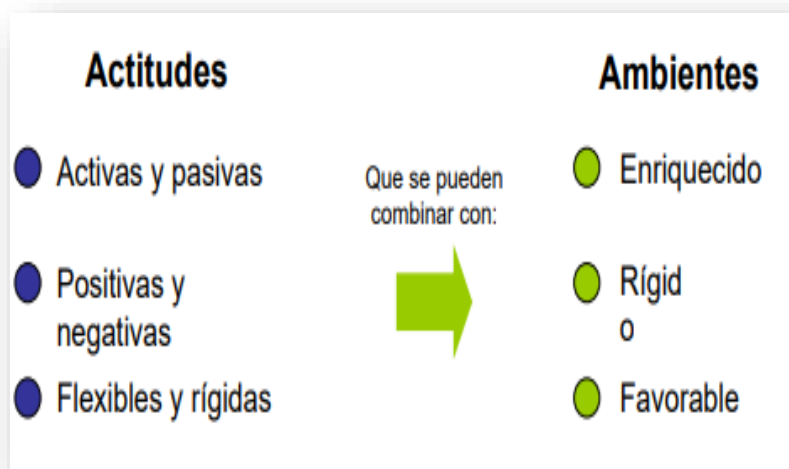 Actitudes
Activas y pasivas
Positivas y
negativas
Flexibles y rígidas
Que se pueden
combinar con:
Ambientes
Enriquecido
Rígid
o
Favorable